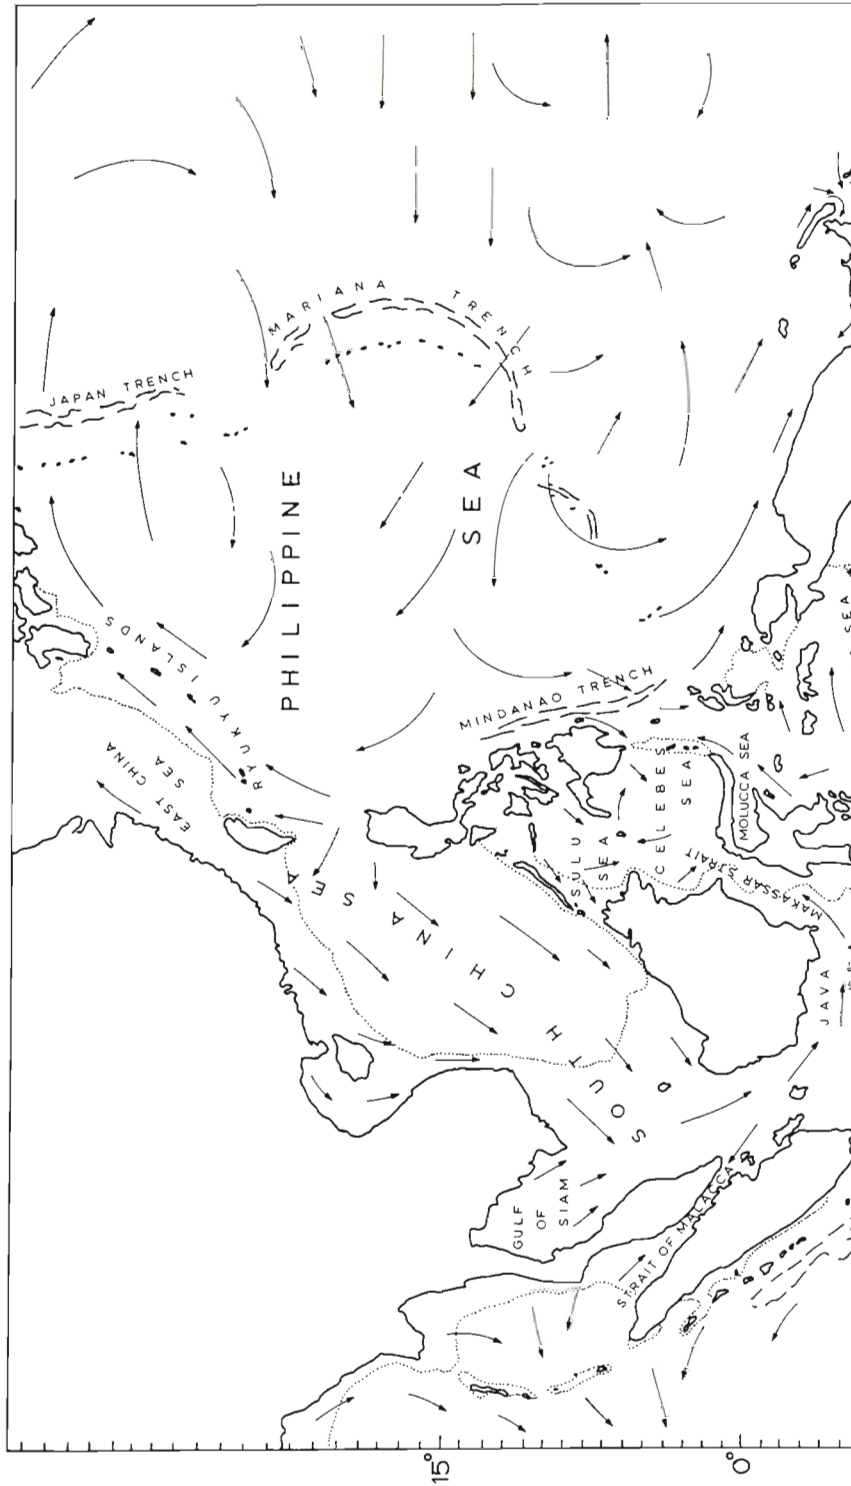 JAPAN TRENCH
MARIANA TRENCH
PHILIPPINE
SEA
RYUKYU ISLANDS
EAST CHINA
SEA
MINDANAO TRENCH
SOUTH CHINA SEA
SULU
SEA
CELEBES
SEA
MOLUCCA SEA
MAKASSAR STRAIT
JAVA
SEA
GULF
OF
SIAM
STRAIT OF MALACCA
15°
0°